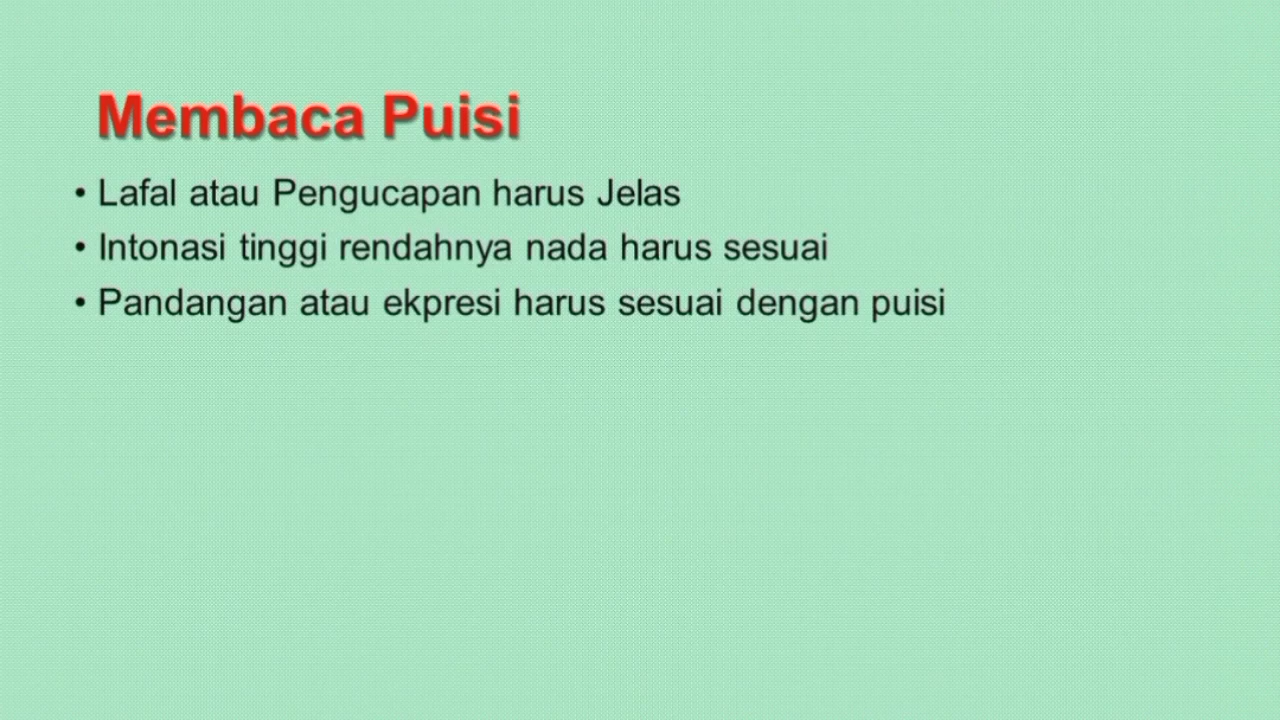 Membaca Puisi
• Lafal atau Pengucapan harus Jelas
• Intonasi tinggi rendahnya nada harus sesuai
• Pandangan atau ekpresi harus sesuai dengan puisi